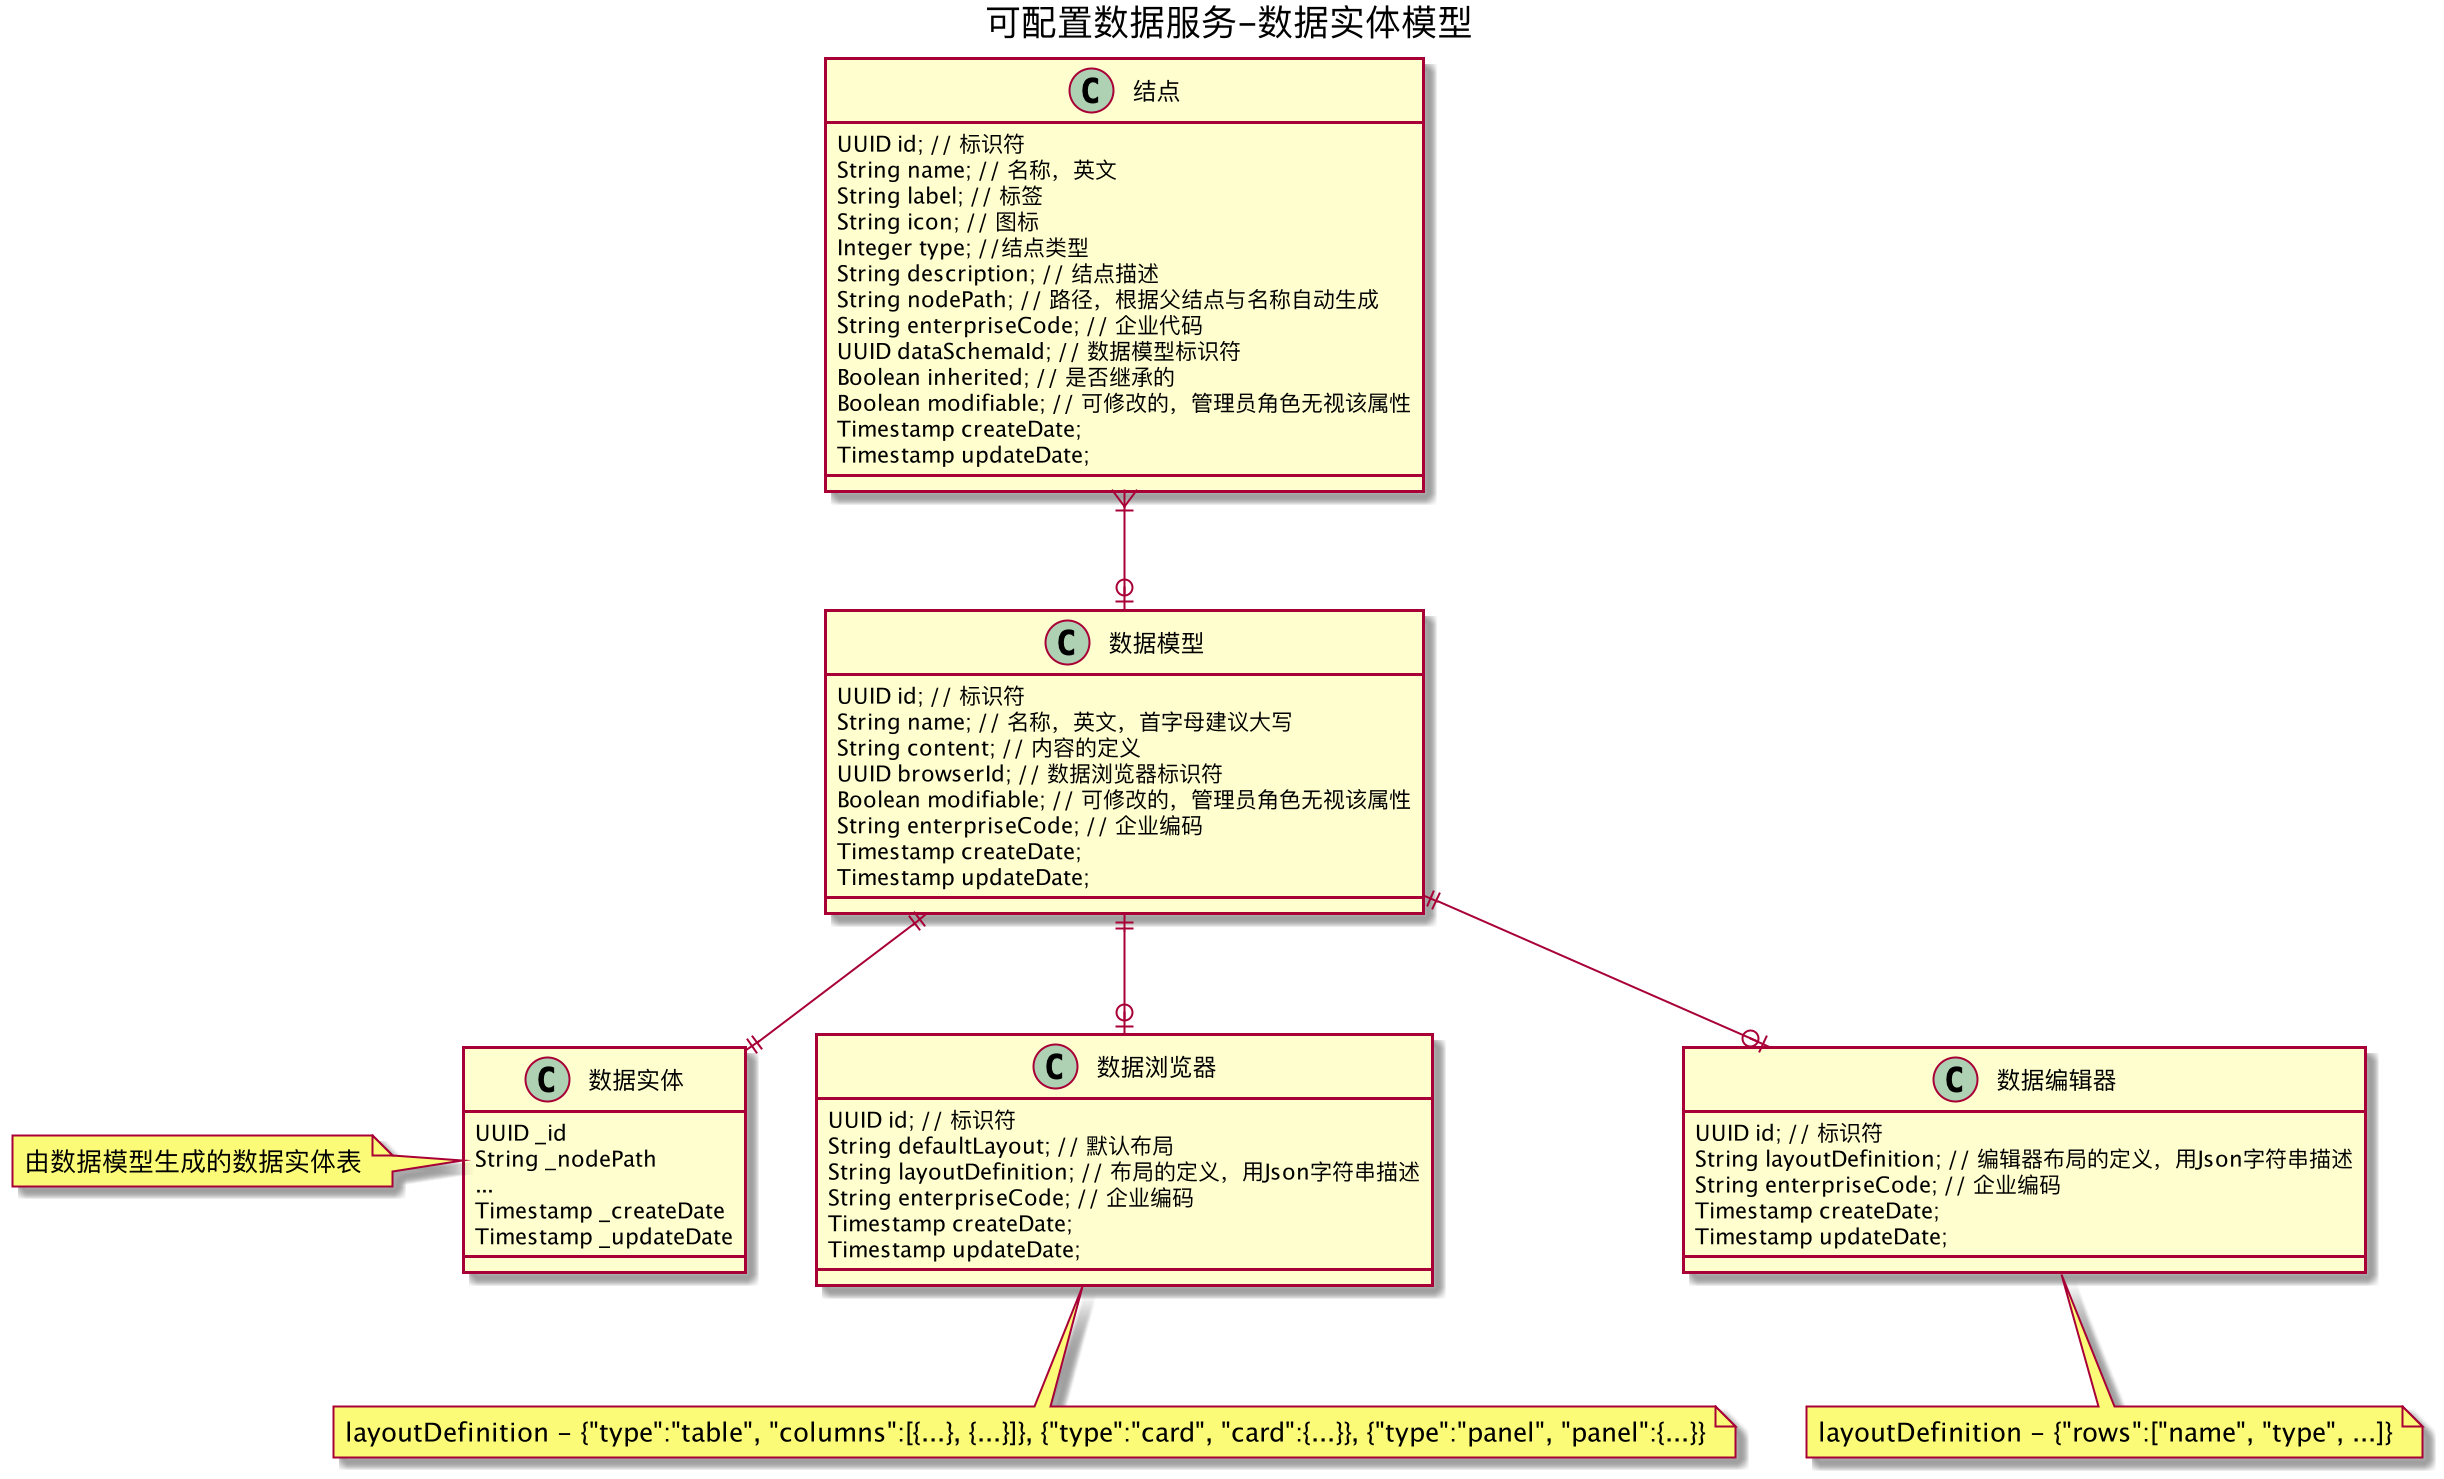 可配置数据服务-数据实体模型
C 结点
UUID id; // 标识符
String name; // 名称，英文
String label; // 标签
String icon; // 图标
Integer type; //结点类型
String description; // 结点描述
String nodePath; // 路径，根据父结点与名称自动生成
String enterpriseCode; // 企业代码
UUID dataSchemaId; // 数据模型标识符
Boolean inherited; // 是否继承的
Boolean modifiable; // 可修改的，管理员角色无视该属性
Timestamp createDate;
Timestamp updateDate;
C 数据模型
UUID id; // 标识符
String name; // 名称，英文，首字母建议大写
String content; // 内容的定义
UUID browserId; // 数据浏览器标识符
Boolean modifiable; // 可修改的，管理员角色无视该属性
String enterpriseCode; // 企业编码
Timestamp createDate;
Timestamp updateDate;
由数据模型生成的数据实体表
C 数据实体
UUID _id
String _nodePath
...
Timestamp _createDate
Timestamp _updateDate
C 数据浏览器
UUID id; // 标识符
String defaultLayout; // 默认布局
String layoutDefinition; // 布局的定义，用Json字符串描述
String enterpriseCode; // 企业编码
Timestamp createDate;
Timestamp updateDate;
C 数据编辑器
UUID id; // 标识符
String layoutDefinition; // 编辑器布局的定义，用Json字符串描述
String enterpriseCode; // 企业编码
Timestamp createDate;
Timestamp updateDate;
layoutDefinition - {"type":"table", "columns":[{...}, {...}]}, {"type":"card", "card":{...}}, {"type":"panel", "panel":{...}}
layoutDefinition - {"rows":["name", "type", ...]}